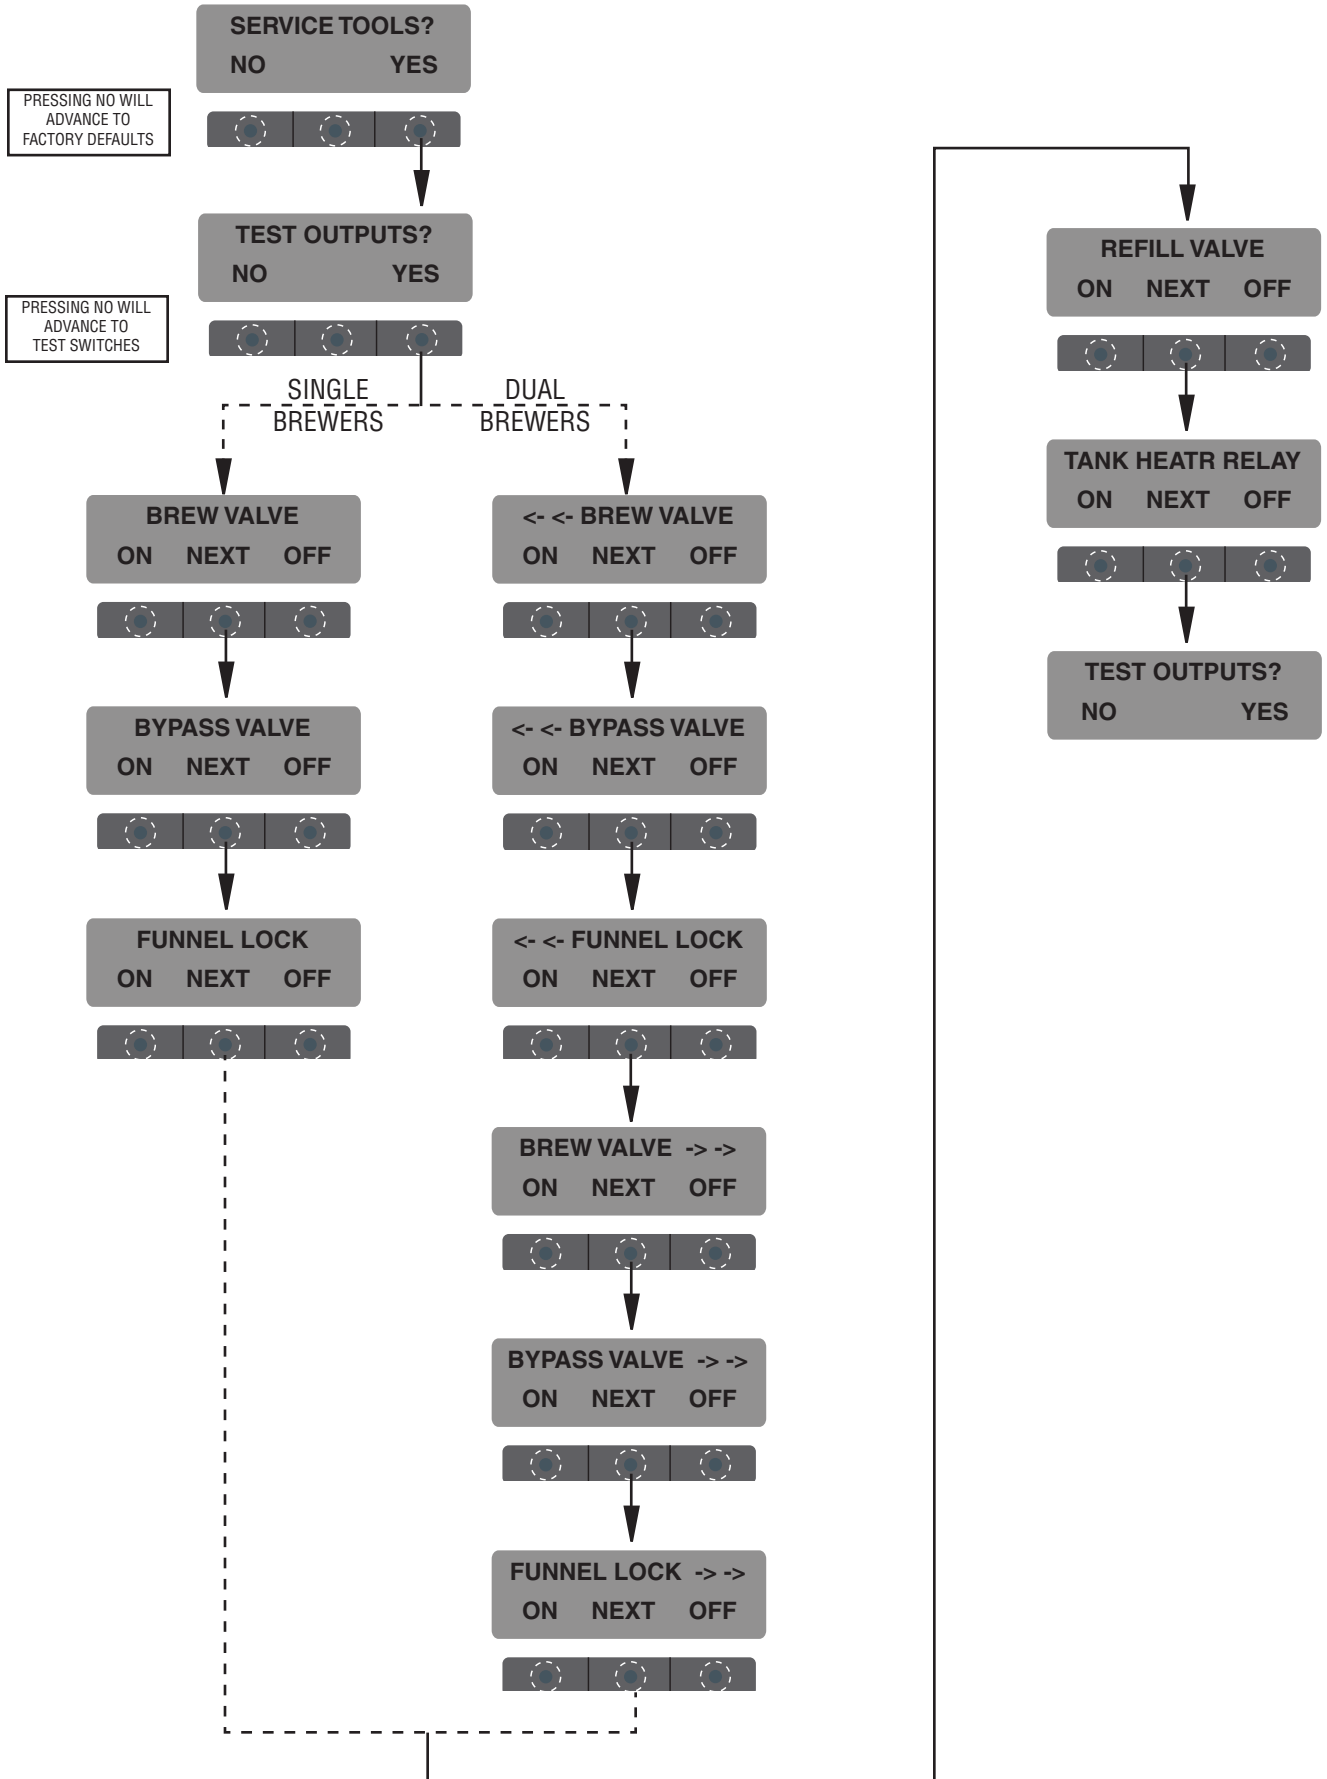 SERVICE TOOLS?
NO YES
PRESSING NO WILL
ADVANCE TO
FACTORY DEFAULTS
TEST OUTPUTS?
NO YES
PRESSING NO WILL
ADVANCE TO
TEST SWITCHES
SINGLE
BREWERS
DUAL
BREWERS
BREW VALVE
ON NEXT OFF
BYPASS VALVE
ON NEXT OFF
FUNNEL LOCK
ON NEXT OFF
<- <- BREW VALVE
ON NEXT OFF
<- <- BYPASS VALVE
ON NEXT OFF
<- <- FUNNEL LOCK
ON NEXT OFF
BREW VALVE -> ->
ON NEXT OFF
BYPASS VALVE -> ->
ON NEXT OFF
FUNNEL LOCK -> ->
ON NEXT OFF
REFILL VALVE
ON NEXT OFF
TANK HEATR RELAY
ON NEXT OFF
TEST OUTPUTS?
NO YES